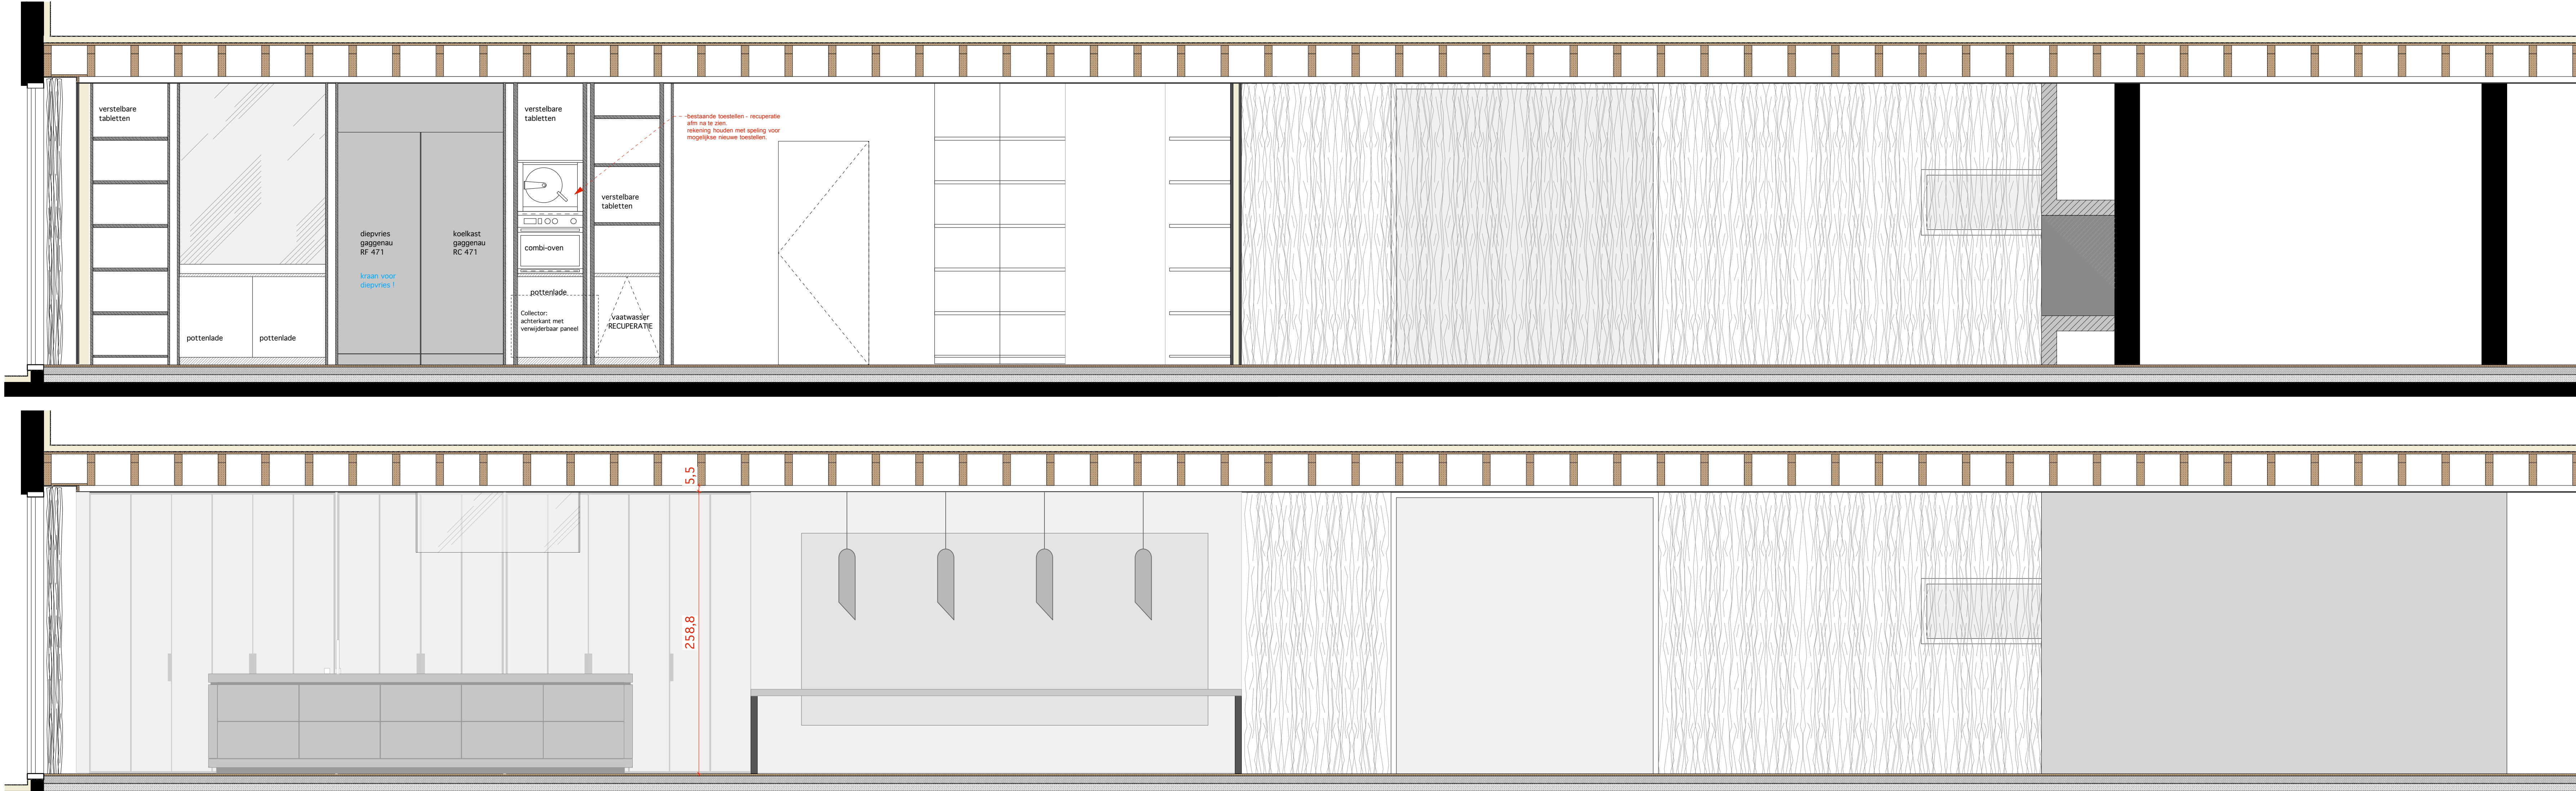 verstelbare
tabletten
diepvries
gaggenau
RF 471
kraan voor
diepvries !
koelkast
gaggenau
RC 471
pottenlade
pottenlade
verstelbare
tabletten
combi-oven
pottenlade
Collector:
achterkant met
verwijderbaar paneel
verstelbare
tabletten
vaatwasser
RECUPERATIE
bestaande toestellen - recuperatie
afm na te zien.
rekening houden met speling voor
mogelijkse nieuwe toestellen.
5,5
258,8